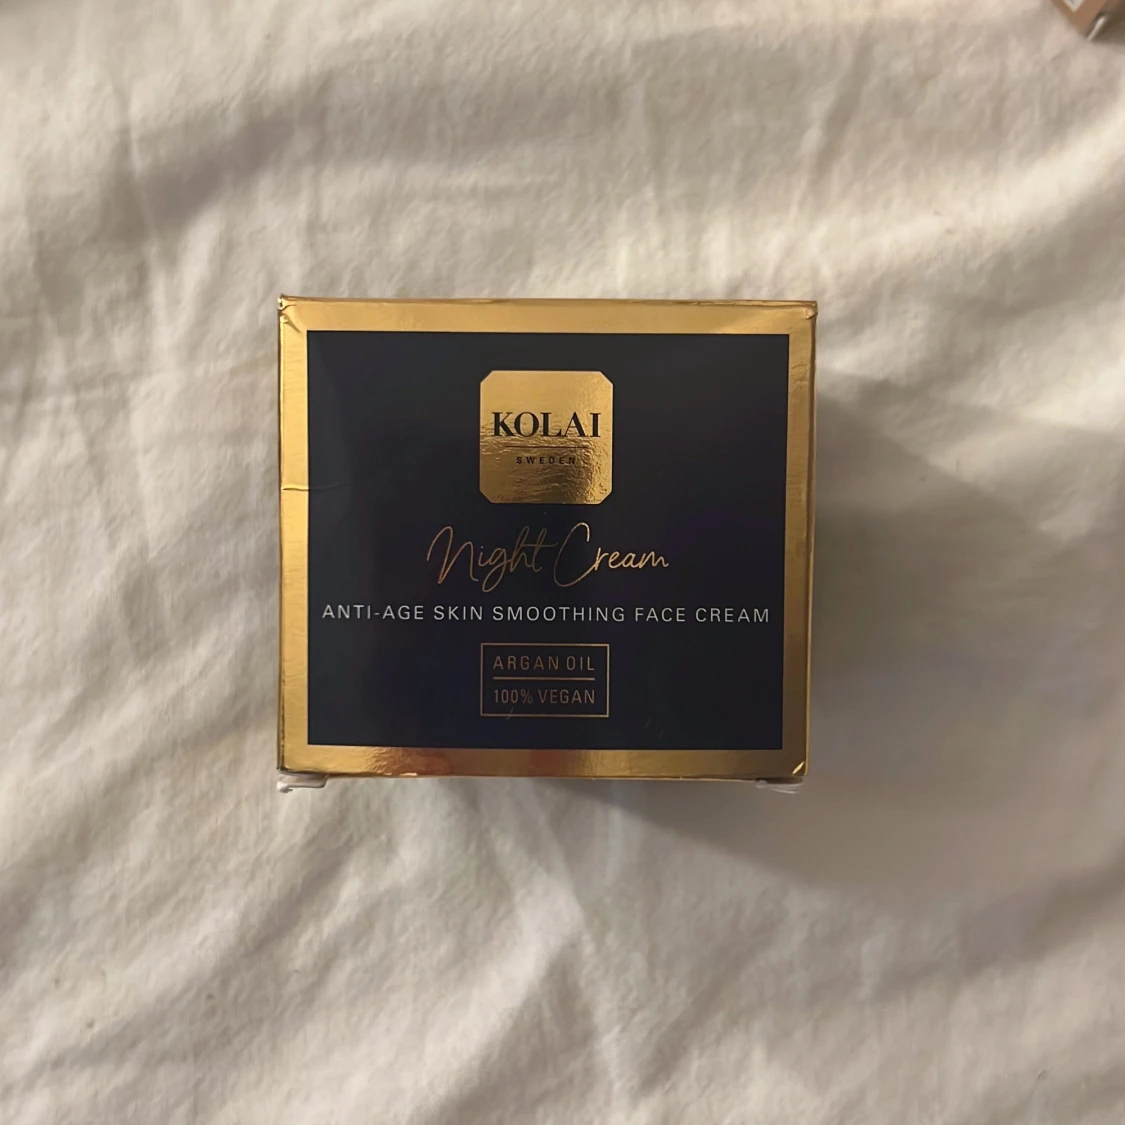 KOLAI
SWEDEN
Night Cream
ANTI-AGE SKIN SMOOTHING FACE CREAM
ARGAN OIL
100% VEGAN